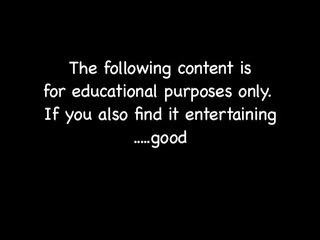 The following content is
for educational purposes only.
If you also find it entertaining
.....good